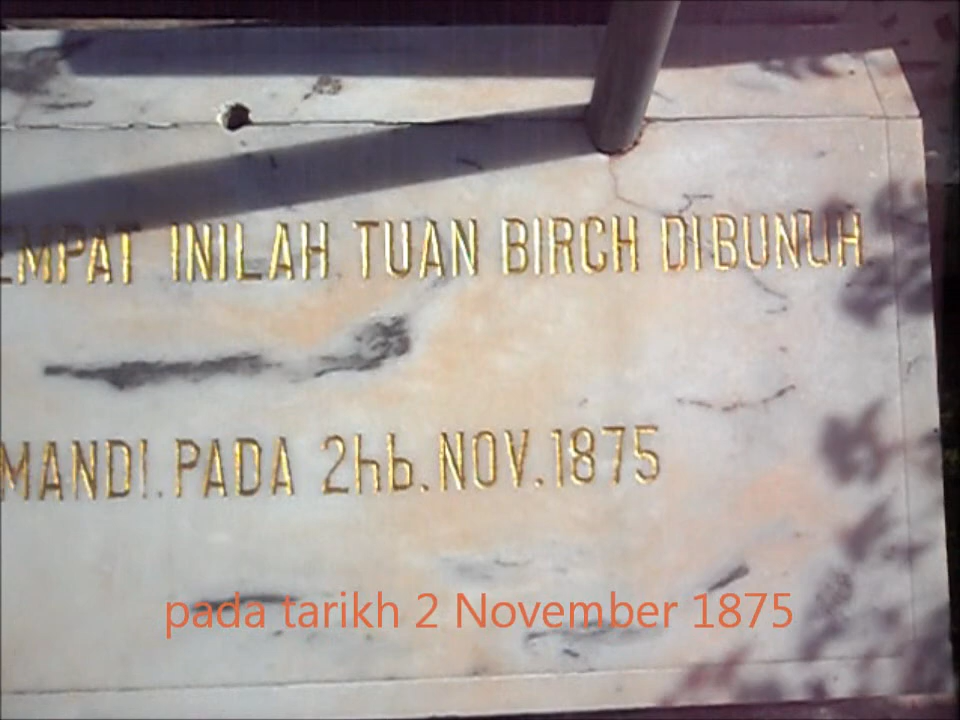 EMPAT INILAH TUAN BIRCH DIBUNUH
MANDI.PADA 2hb.NOV.1875
pada tarikh 2 November 1875